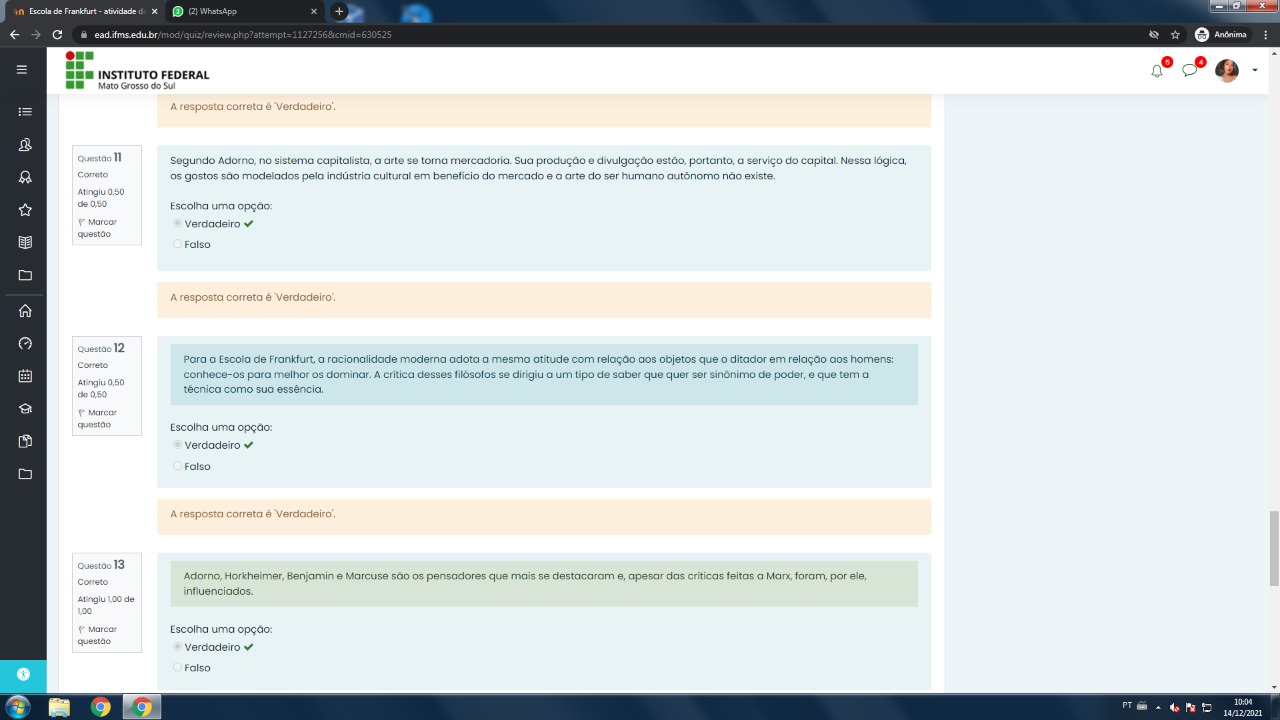 Escola de Frankfurt - atividade de
(2) WhatsApp
ead.ifms.edu.br/mod/quiz/review.php?attempt=1127256&cmid=630525
Anônima
INSTITUTO FEDERAL
Mato Grosso do Sul
6
4
A resposta correta é 'Verdadeiro'.
Questão 11
Correto
Atingiu 0,50
de 0,50
Marcar
questão
Segundo Adorno, no sistema capitalista, a arte se torna mercadoria. Sua produção e divulgação estão, portanto, a serviço do capital. Nessa lógica,
os gostos são modelados pela indústria cultural em benefício do mercado e a arte do ser humano autônomo não existe.
Escolha uma opção:
Verdadeiro
Falso
A resposta correta é 'Verdadeiro'.
Questão 12
Correto
Atingiu 0,50
de 0,50
Marcar
questão
Para a Escola de Frankfurt, a racionalidade moderna adota a mesma atitude com relação aos objetos que o ditador em relação aos homens:
conhece-os para melhor os dominar. A crítica desses filósofos se dirigiu a um tipo de saber que quer ser sinônimo de poder, e que tem a
técnica como sua essência.
Escolha uma opção:
Verdadeiro
Falso
A resposta correta é 'Verdadeiro'.
Questão 13
Correto
Atingiu 1,00 de
1,00
Marcar
questão
Adorno, Horkheimer, Benjamin e Marcuse são os pensadores que mais se destacaram e, apesar das críticas feitas a Marx, foram, por ele,
influenciados.
Escolha uma opção:
Verdadeiro
Falso
PT
10:04
14/12/2021